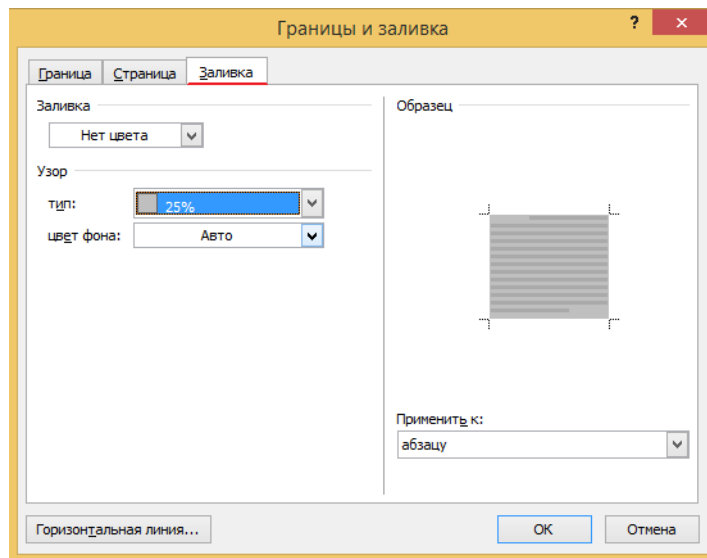 Границы и заливка
? ×
Граница Страница Заливка
Заливка
Нет цвета
Узор
тип: 25%
цвет фона: Авто
Образец
Применить к:
абзацу
Горизонтальная линия...
ОК Отмена